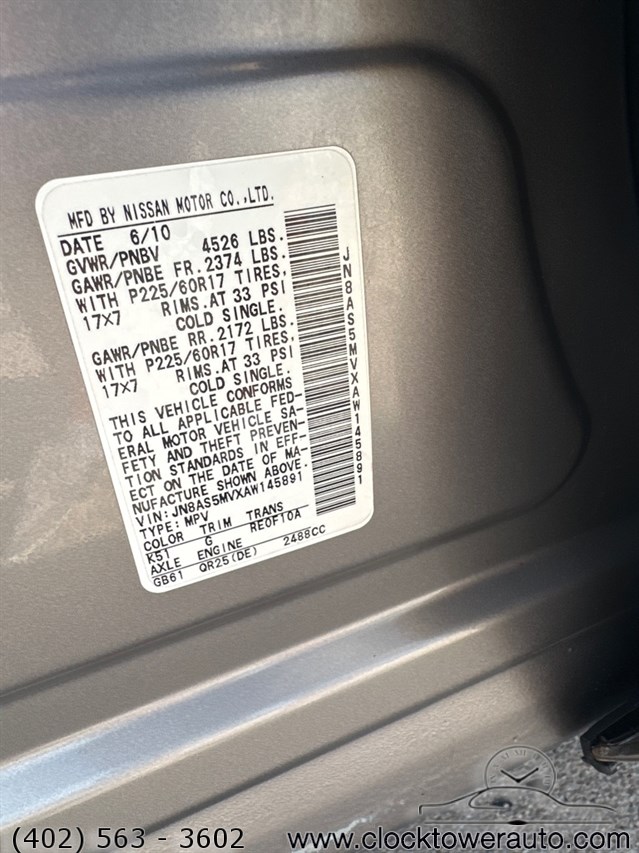 MFD BY NISSAN MOTOR CO.,LTD.
DATE 6/10
GVWR/PNBV 4526 LBS.
GAWR/PNBE FR.2374 LBS.
WITH P225/60R17 TIRES,
17X7 RIMS.AT 33 PSI
COLD SINGLE.
GAWR/PNBE RR.2172 LBS.
WITH P225/60R17 TIRES,
17X7 RIMS.AT 33 PSI
COLD SINGLE.
THIS VEHICLE CONFORMS
TO ALL APPLICABLE FED-
ERAL MOTOR VEHICLE SA-
FETY AND THEFT PREVEN-
TION STANDARDS IN EFF-
ECT ON THE DATE OF MA-
NUFACTURE SHOWN ABOVE.
VIN:JN8AS5MVXAW145891
TYPE:MPV
COLOR TRIM TRANS
K51 G RE0F10A
AXLE ENGINE
GB61 QR25(DE) 2488CC
JN8AS5MVXAW145891
(402) 563 - 3602 www.clocktowerauto.com